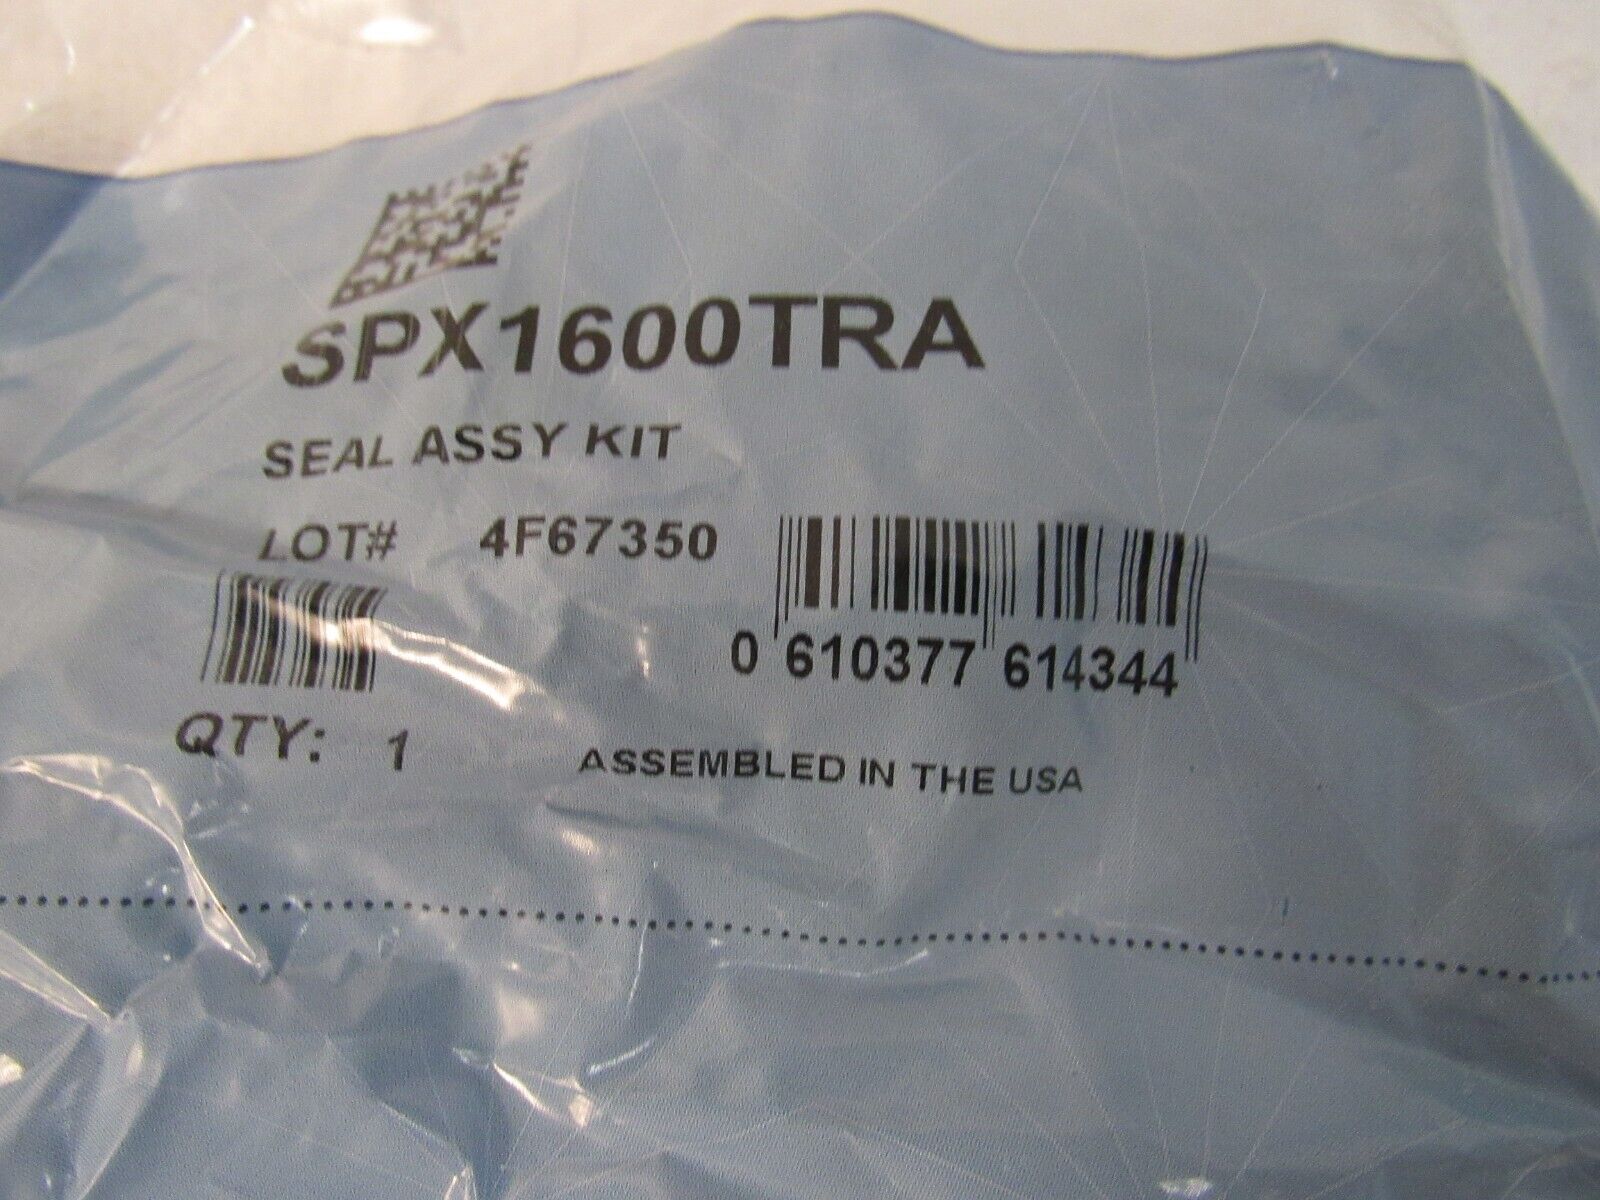 SPX1600TRA
SEAL ASSY KIT
LOT# 4F67350
0 610377 614344
QTY: 1
ASSEMBLED IN THE USA